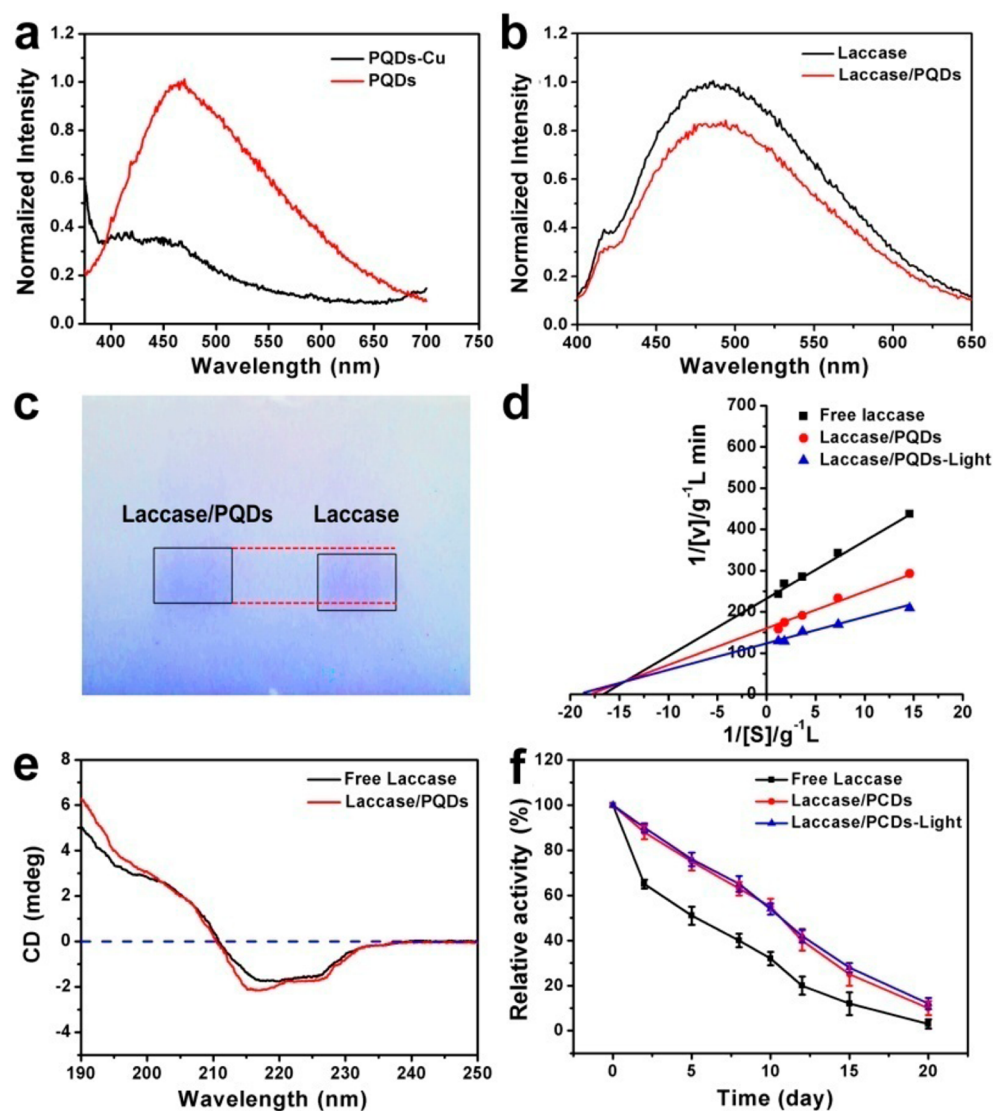 a
1.2
1.0
0.8
0.6
0.4
0.2
0.0
Normalized Intensity
PQDs-Cu
PQDs
400 450 500 550 600 650 700 750
Wavelength (nm)
b
1.2
1.0
0.8
0.6
0.4
0.2
0.0
Normalized Intensity
Laccase
Laccase/PQDs
400 450 500 550 600 650
Wavelength (nm)
c
Laccase/PQDs Laccase
d
700
600
500
400
300
200
100
0
1/[v]/g⁻¹L min
Free laccase
Laccase/PQDs
Laccase/PQDs-Light
-20 -15 -10 -5 0 5 10 15 20
1/[S]/g⁻¹L
e
8
6
4
2
0
-2
-4
CD (mdeg)
Free Laccase
Laccase/PQDs
190 200 210 220 230 240 250
Wavelength (nm)
f
120
100
80
60
40
20
0
Relative activity (%)
Free Laccase
Laccase/PCDs
Laccase/PCDs-Light
0 5 10 15 20
Time (day)